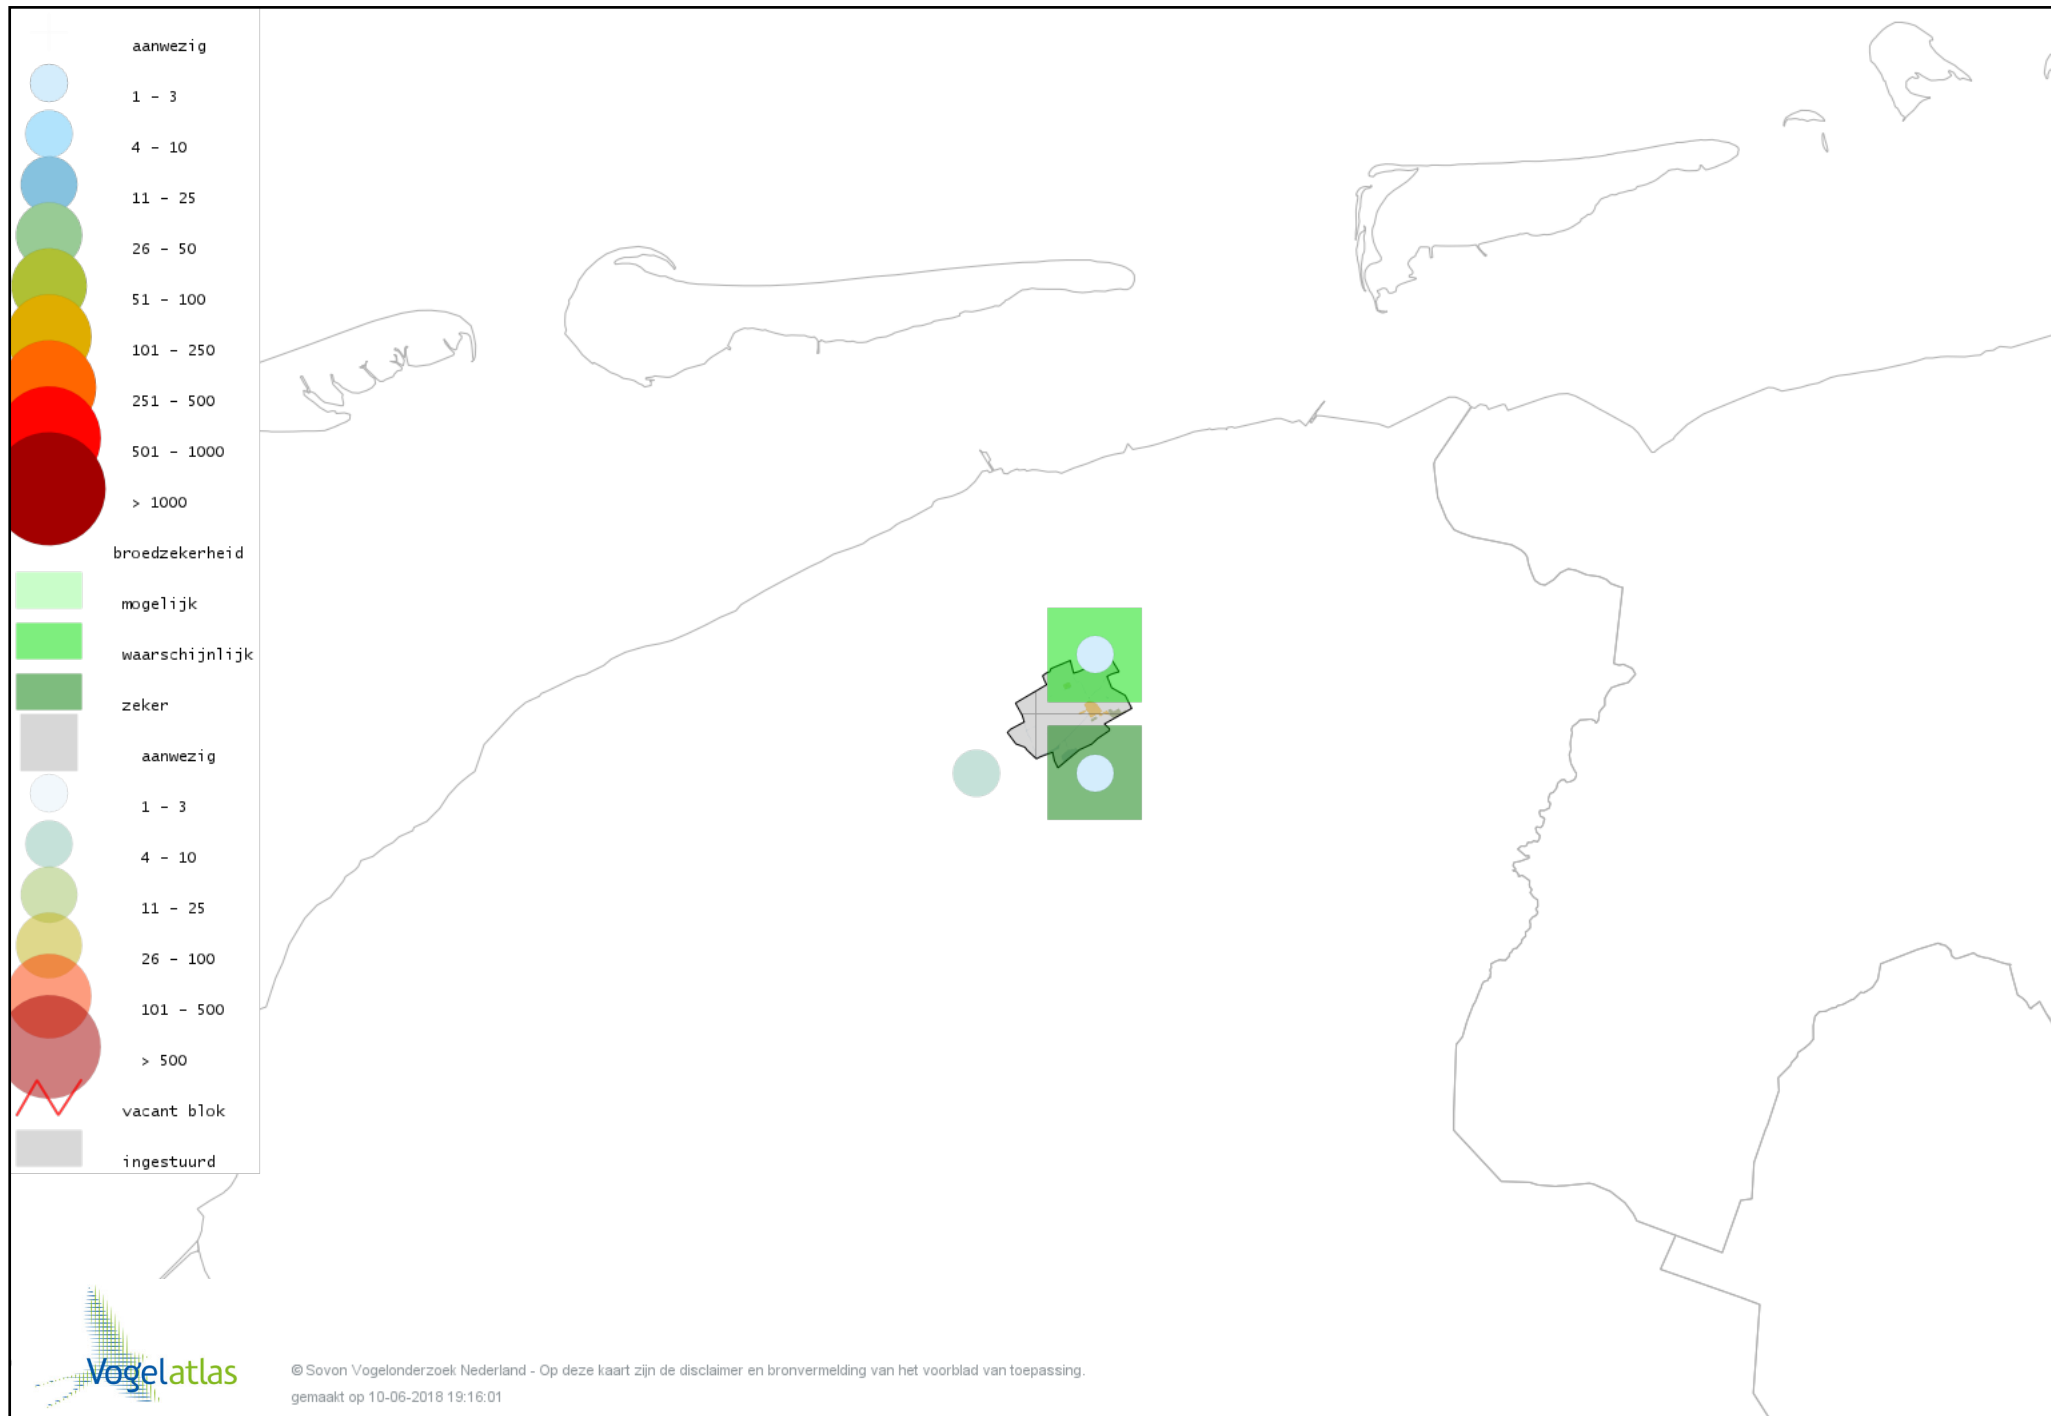 aanwezig
1 - 3
4 - 10
11 - 25
26 - 50
51 - 100
101 - 250
251 - 500
501 - 1000
> 1000
broedzekerheid
mogelijk
waarschijnlijk
zeker
aanwezig
1 - 3
4 - 10
11 - 25
26 - 100
101 - 500
> 500
vacant blok
ingestuurd
Vogelatlas
© Sovon Vogelonderzoek Nederland - Op deze kaart zijn de disclaimer en bronvermelding van het voorblad van toepassing.
gemaakt op 10-06-2018 19:16:01